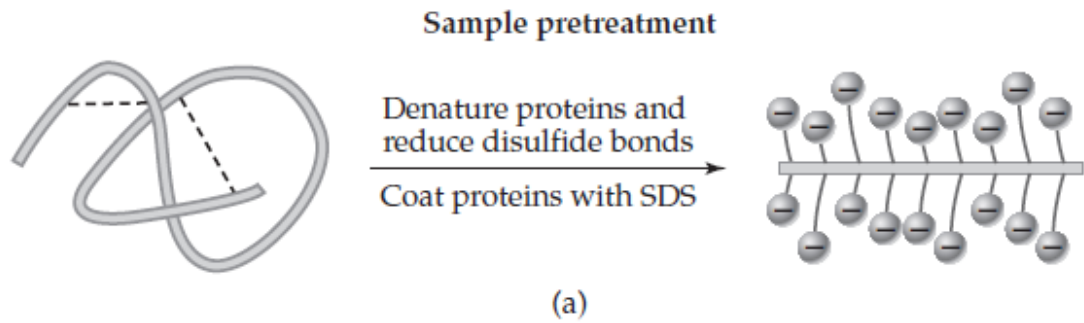 Sample pretreatment
Denature proteins and
reduce disulfide bonds
Coat proteins with SDS
(a)